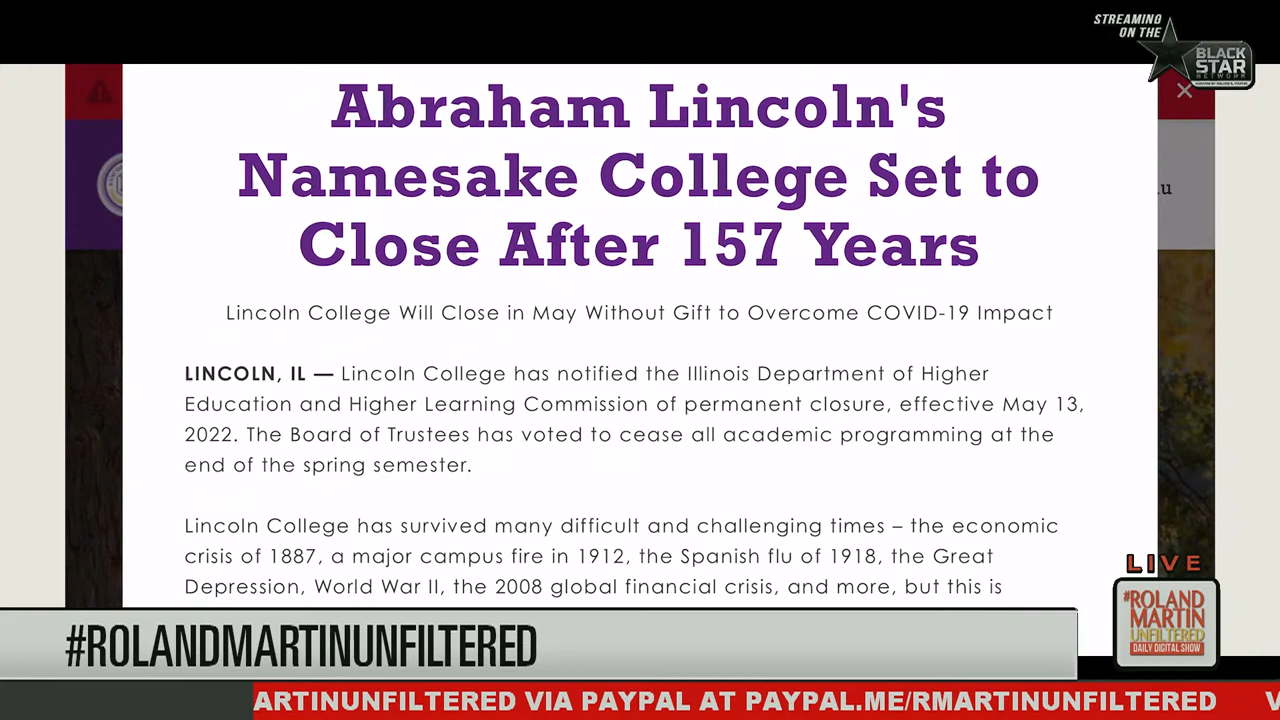 STREAMING
ON THE
BLACK
STAR
NETWORK
Abraham Lincoln's
Namesake College Set to
Close After 157 Years
Lincoln College Will Close in May Without Gift to Overcome COVID-19 Impact
LINCOLN, IL — Lincoln College has notified the Illinois Department of Higher
Education and Higher Learning Commission of permanent closure, effective May 13,
2022. The Board of Trustees has voted to cease all academic programming at the
end of the spring semester.
Lincoln College has survived many difficult and challenging times – the economic
crisis of 1887, a major campus fire in 1912, the Spanish flu of 1918, the Great
Depression, World War II, the 2008 global financial crisis, and more, but this is
LIVE
#ROLAND
MARTIN
UNFILTERED
DAILY DIGITAL SHOW
#ROLANDMARTINUNFILTERED
ARTINUNFILTERED VIA PAYPAL AT PAYPAL.ME/RMARTINUNFILTERED V